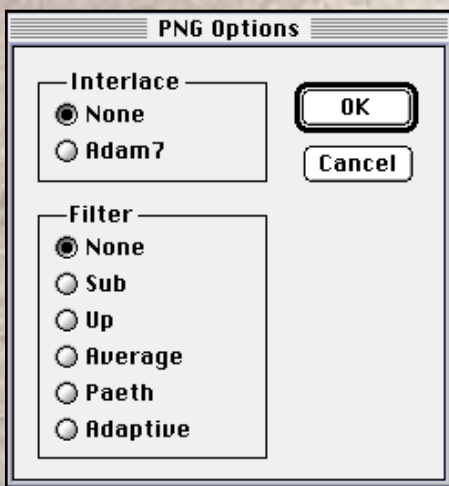 PNG Options
Interlace
None
Adam7
OK
Cancel
Filter
None
Sub
Up
Average
Paeth
Adaptive